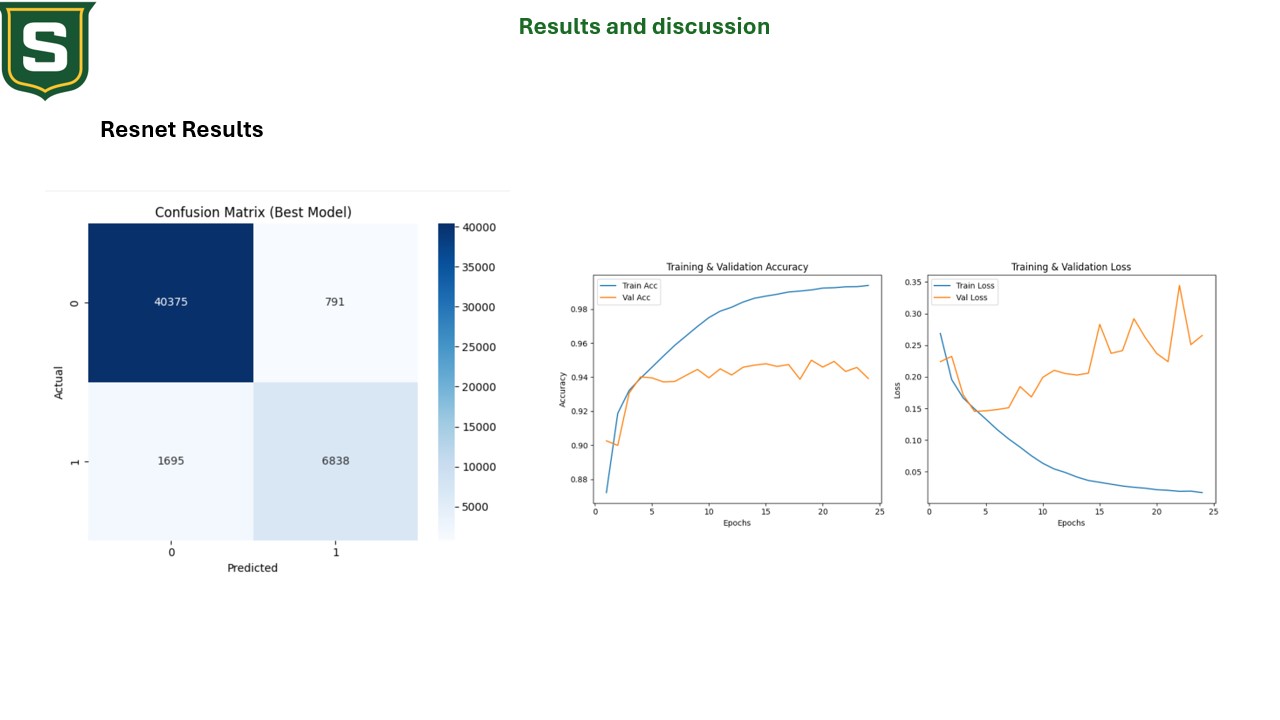 S
Results and discussion
Resnet Results
Confusion Matrix (Best Model)
40375 791
1695 6838
0
1
Actual
0 1
Predicted
40000
35000
30000
25000
20000
15000
10000
5000
Training & Validation Accuracy
Train Acc
Val Acc
0.98
0.96
0.94
0.92
0.90
0.88
Accuracy
0 5 10 15 20 25
Epochs
Training & Validation Loss
Train Loss
Val Loss
0.35
0.30
0.25
0.20
0.15
0.10
0.05
Loss
0 5 10 15 20 25
Epochs